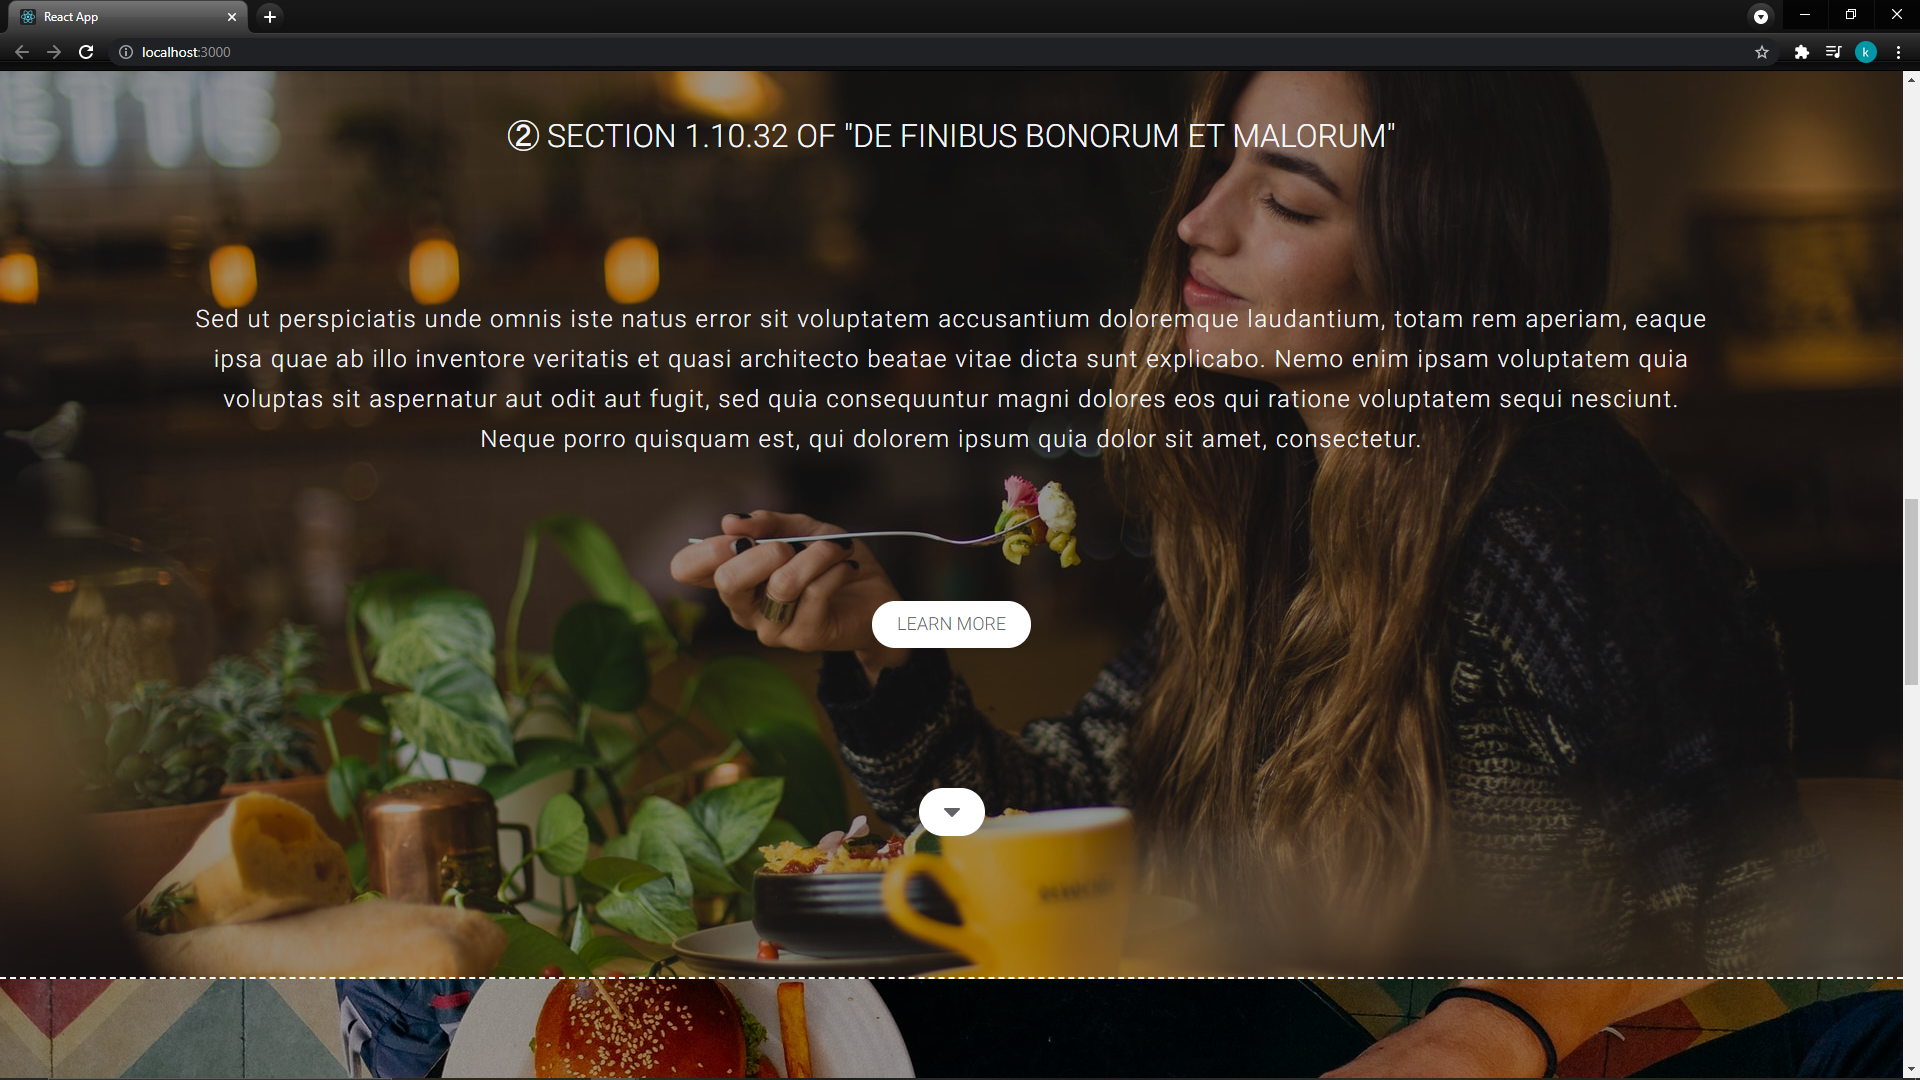 React App
localhost:3000
k
② SECTION 1.10.32 OF "DE FINIBUS BONORUM ET MALORUM"
Sed ut perspiciatis unde omnis iste natus error sit voluptatem accusantium doloremque laudantium, totam rem aperiam, eaque
ipsa quae ab illo inventore veritatis et quasi architecto beatae vitae dicta sunt explicabo. Nemo enim ipsam voluptatem quia
voluptas sit aspernatur aut odit aut fugit, sed quia consequuntur magni dolores eos qui ratione voluptatem sequi nesciunt.
Neque porro quisquam est, qui dolorem ipsum quia dolor sit amet, consectetur.
LEARN MORE